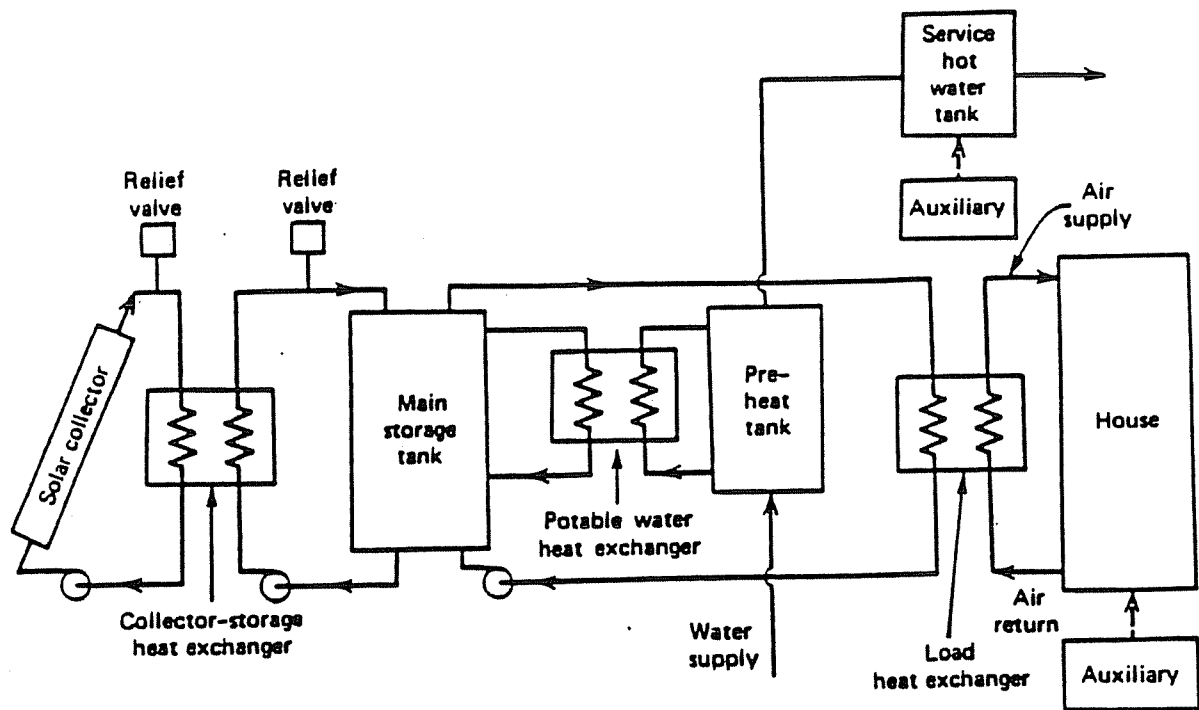 Service
hot
water
tank
Relief
valve
Relief
valve
Auxiliary
Air
supply
Solar collector
Main
storage
tank
Pre-
heat
tank
House
Potable water
heat exchanger
Collector-storage
heat exchanger
Water
supply
Load
heat exchanger
Air
return
Auxiliary